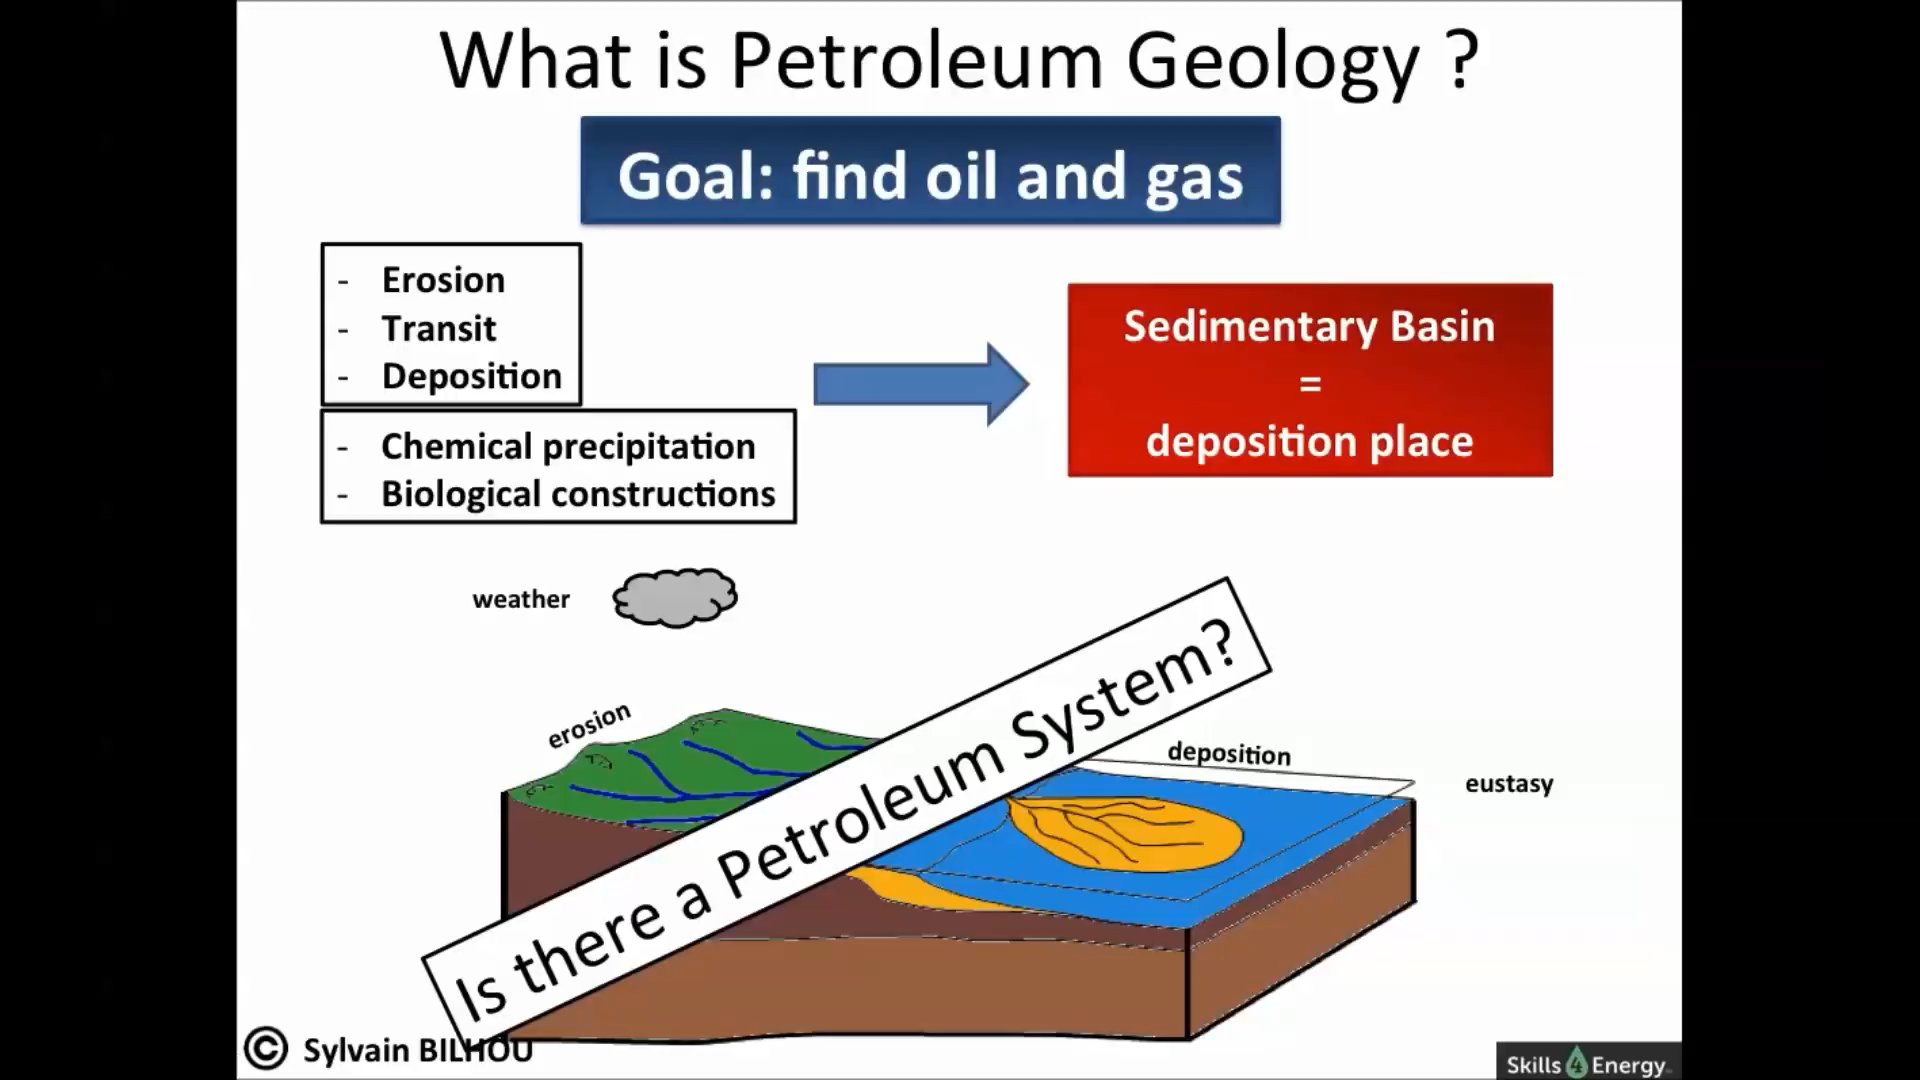 What is Petroleum Geology ?
Goal: find oil and gas
- Erosion
- Transit
- Deposition
- Chemical precipitation
- Biological constructions
Sedimentary Basin
=
deposition place
weather
erosion
Is there a Petroleum System?
deposition
eustasy
© Sylvain BILHOU
Skills 4 Energy